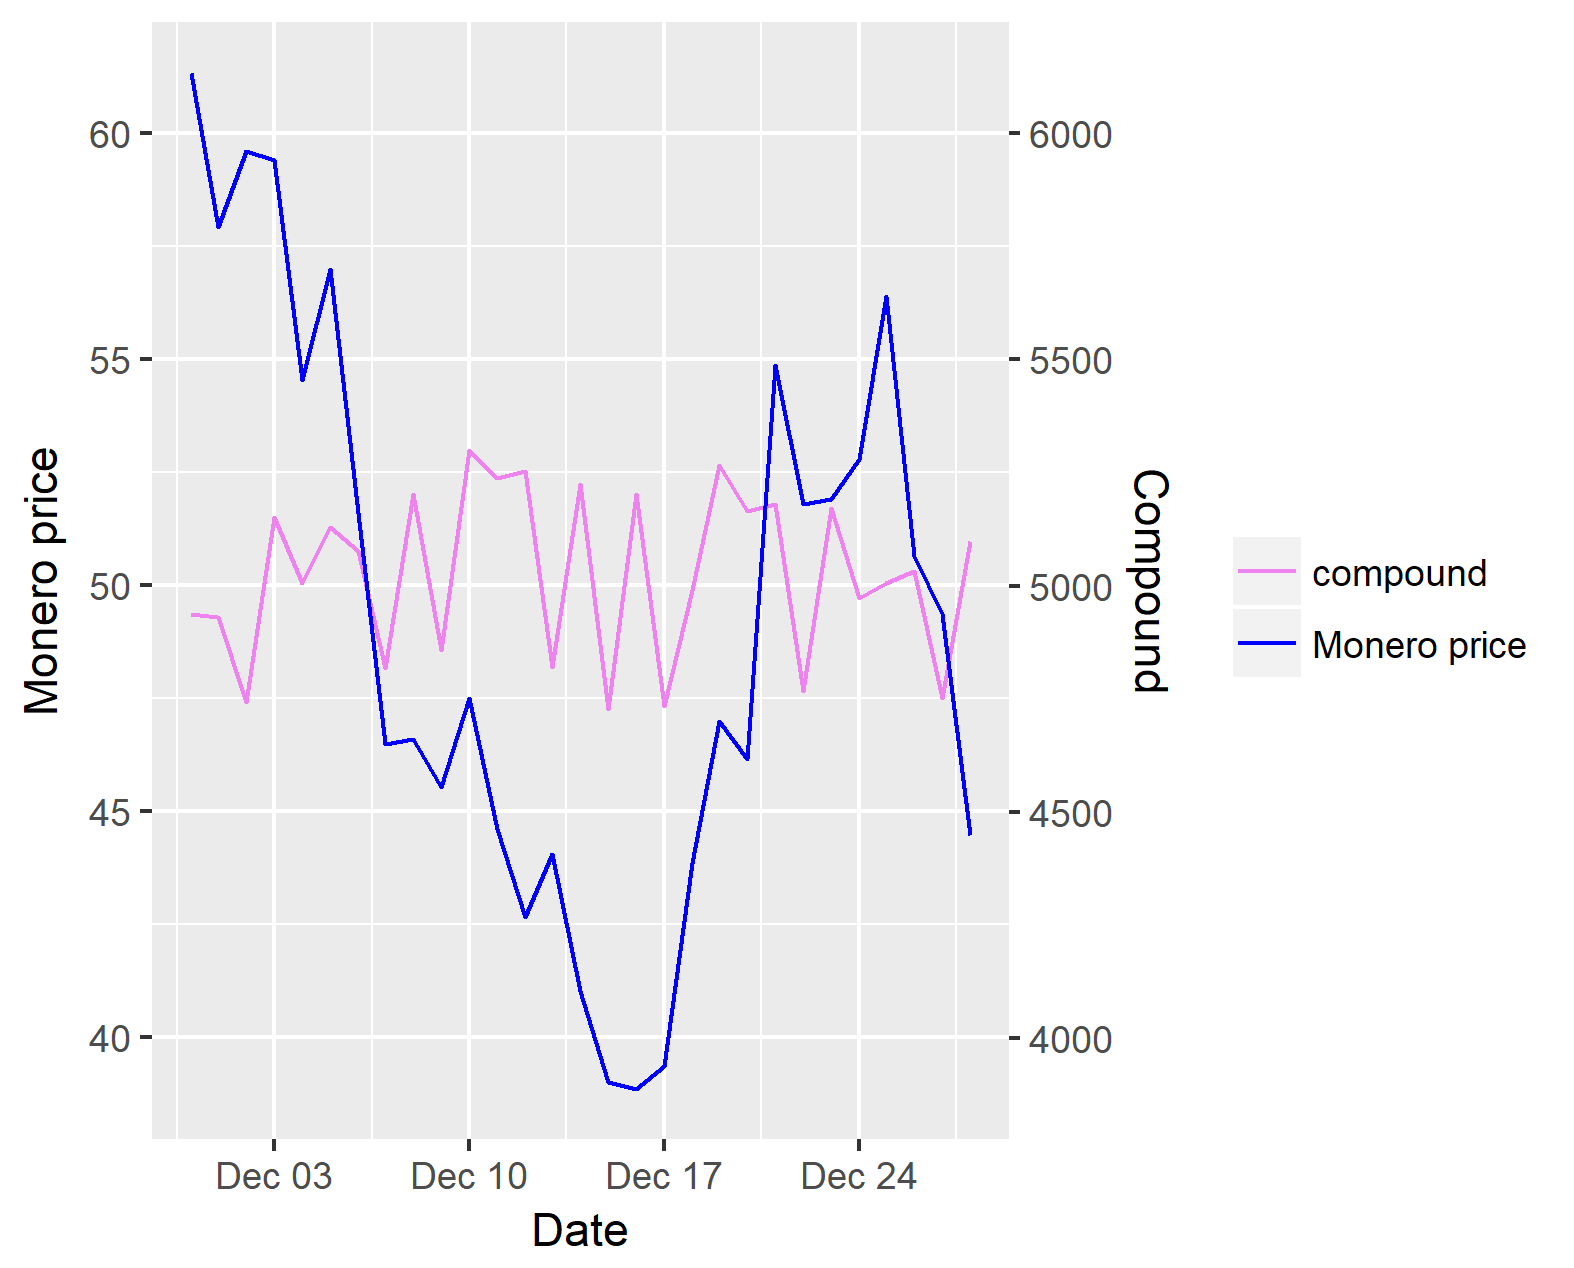 Monero price
60
55
50
45
40
6000
5500
5000
4500
4000
Compound
Dec 03
Dec 10
Dec 17
Dec 24
Date
compound
Monero price